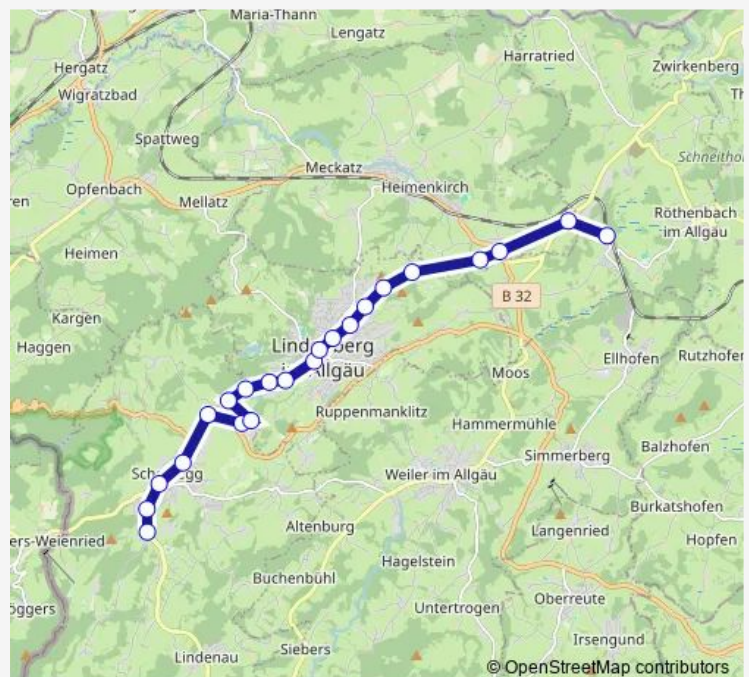 Maria-Thann
Lengatz
Harratried
Hergatz
Zwirkenberg
Wigratzbad
Spattweg
Meckatz
Opfenbach
Heimenkirch
Mellatz
Röthenbach
im Allgäu
Heimen
B 32
Kargen
Haggen
Ellhofen
Moos
Ruppenmanklitz
Hammermühle
Balzhofen
Simmerberg
Weiler im Allgäu
Burkatshofen
Altenburg
Langenried
Hopfen
Hagelstein
Buchenbühl
Oberreute
Untertrogen
Irsengund
Siebers
Lindenau
© OpenStreetMap contributors